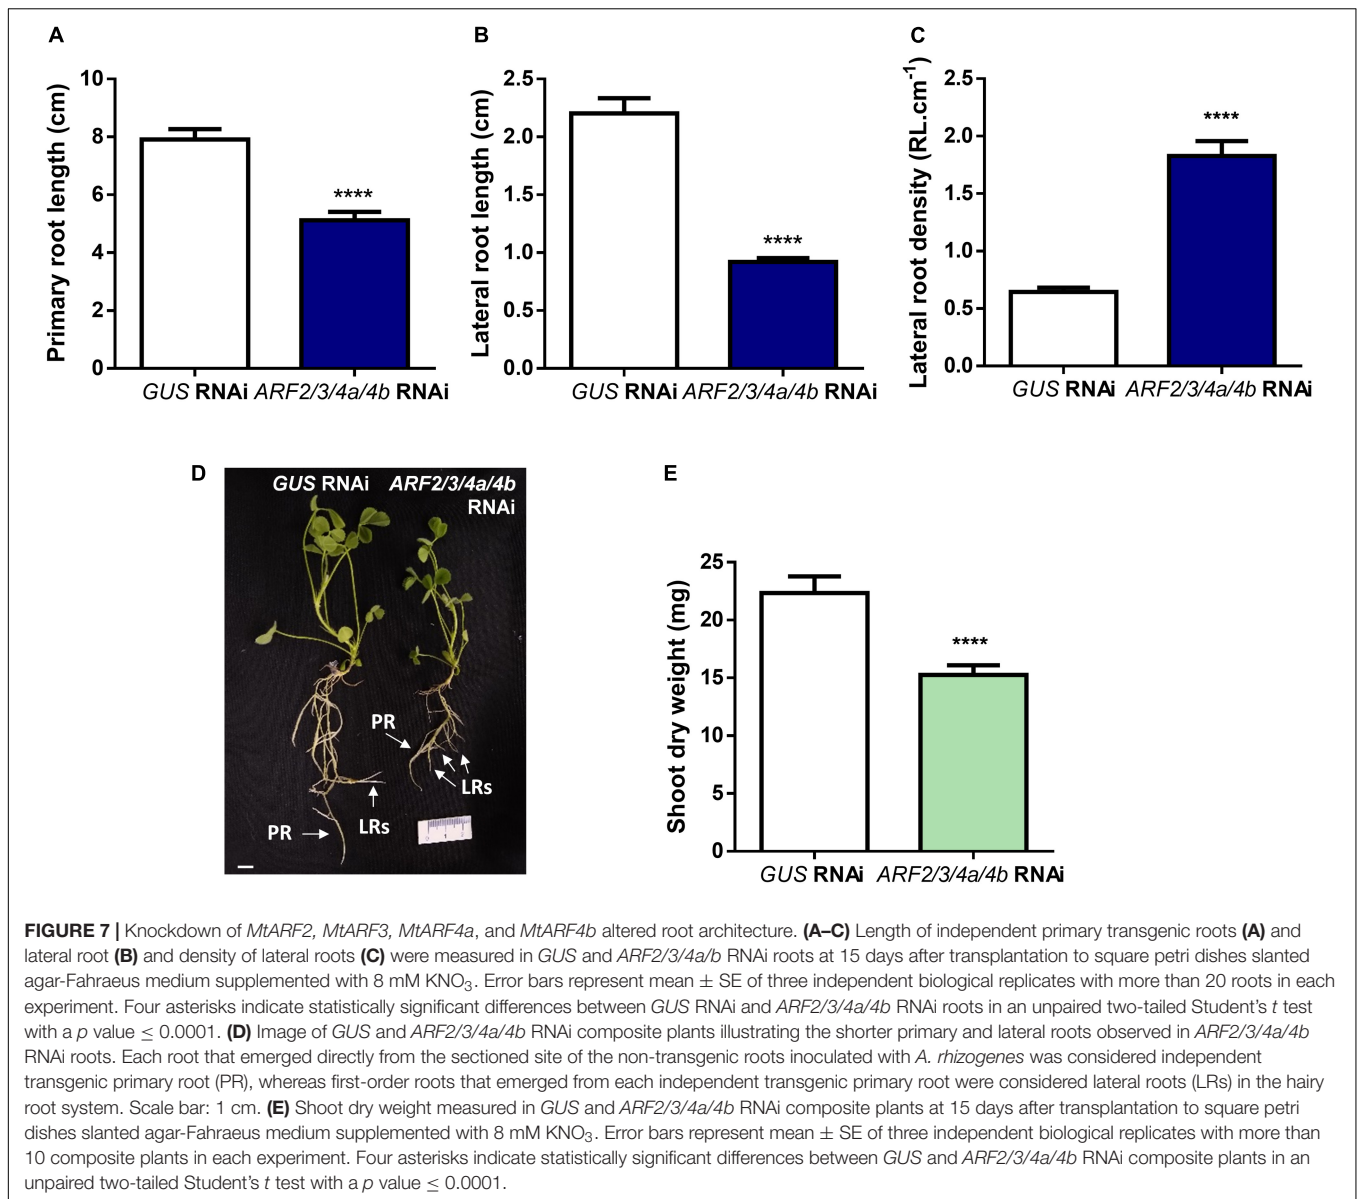 A
B
C
10
8
6
4
2
0
Primary root length (cm)
****
GUS RNAi ARF2/3/4a/4b RNAi
2.5
2.0
1.5
1.0
0.5
0.0
Lateral root length (cm)
****
GUS RNAi ARF2/3/4a/4b RNAi
2.5
2.0
1.5
1.0
0.5
0.0
Lateral root density (RL.cm-1)
****
GUS RNAi ARF2/3/4a/4b RNAi
D
GUS RNAi ARF2/3/4a/4b
RNAi
PR
LRs
LRs
PR
E
25
20
15
10
5
0
Shoot dry weight (mg)
****
GUS RNAi ARF2/3/4a/4b RNAi
FIGURE 7 | Knockdown of MtARF2, MtARF3, MtARF4a, and MtARF4b altered root architecture. (A–C) Length of independent primary transgenic roots (A) and
lateral root (B) and density of lateral roots (C) were measured in GUS and ARF2/3/4a/b RNAi roots at 15 days after transplantation to square petri dishes slanted
agar-Fahraeus medium supplemented with 8 mM KNO3. Error bars represent mean ± SE of three independent biological replicates with more than 20 roots in each
experiment. Four asterisks indicate statistically significant differences between GUS RNAi and ARF2/3/4a/4b RNAi roots in an unpaired two-tailed Student's t test
with a p value ≤ 0.0001. (D) Image of GUS and ARF2/3/4a/4b RNAi composite plants illustrating the shorter primary and lateral roots observed in ARF2/3/4a/4b
RNAi roots. Each root that emerged directly from the sectioned site of the non-transgenic roots inoculated with A. rhizogenes was considered independent
transgenic primary root (PR), whereas first-order roots that emerged from each independent transgenic primary root were considered lateral roots (LRs) in the hairy
root system. Scale bar: 1 cm. (E) Shoot dry weight measured in GUS and ARF2/3/4a/4b RNAi composite plants at 15 days after transplantation to square petri
dishes slanted agar-Fahraeus medium supplemented with 8 mM KNO3. Error bars represent mean ± SE of three independent biological replicates with more than
10 composite plants in each experiment. Four asterisks indicate statistically significant differences between GUS and ARF2/3/4a/4b RNAi composite plants in an
unpaired two-tailed Student's t test with a p value ≤ 0.0001.